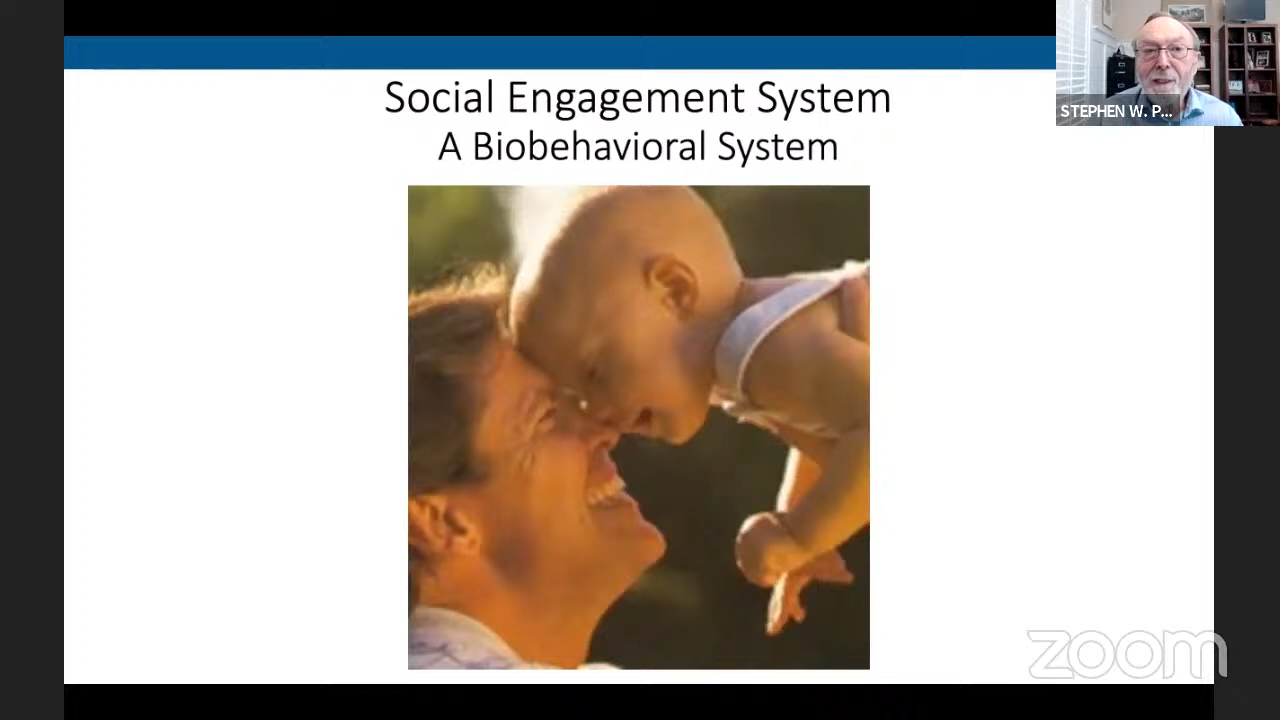 Social Engagement System
A Biobehavioral System
STEPHEN W. P...
zoom